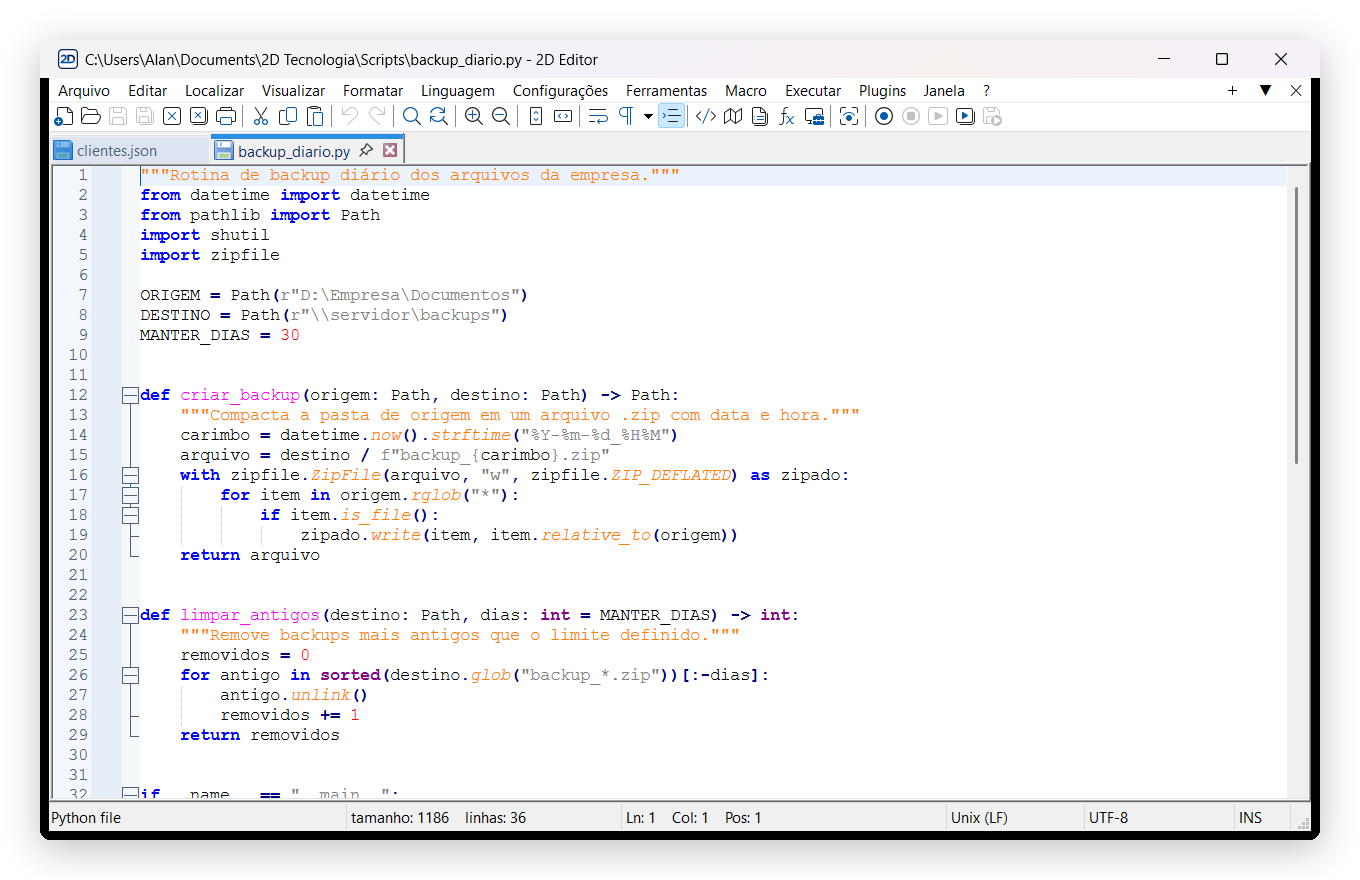 2D C:\Users\Alan\Documents\2D Tecnologia\Scripts\backup_diario.py - 2D Editor
Arquivo Editar Localizar Visualizar Formatar Linguagem Configurações Ferramentas Macro Executar Plugins Janela ?
clientes.json backup_diario.py
1 """Rotina de backup diário dos arquivos da empresa."""
2 from datetime import datetime
3 from pathlib import Path
4 import shutil
5 import zipfile
6
7 ORIGEM = Path(r"D:\Empresa\Documentos")
8 DESTINO = Path(r"\\servidor\backups")
9 MANTER_DIAS = 30
10
11
12 def criar_backup(origem: Path, destino: Path) -> Path:
13 """Compacta a pasta de origem em um arquivo .zip com data e hora."""
14 carimbo = datetime.now().strftime("%Y-%m-%d_%H%M")
15 arquivo = destino / f"backup_{carimbo}.zip"
16 with zipfile.ZipFile(arquivo, "w", zipfile.ZIP_DEFLATED) as zipado:
17 for item in origem.rglob("*"):
18 if item.is_file():
19 zipado.write(item, item.relative_to(origem))
20 return arquivo
21
22
23 def limpar_antigos(destino: Path, dias: int = MANTER_DIAS) -> int:
24 """Remove backups mais antigos que o limite definido."""
25 removidos = 0
26 for antigo in sorted(destino.glob("backup_*.zip"))[:-dias]:
27 antigo.unlink()
28 removidos += 1
29 return removidos
30
31
32 if __name__ == "__main__":
Python file tamanho: 1186 linhas: 36 Ln: 1 Col: 1 Pos: 1 Unix (LF) UTF-8 INS